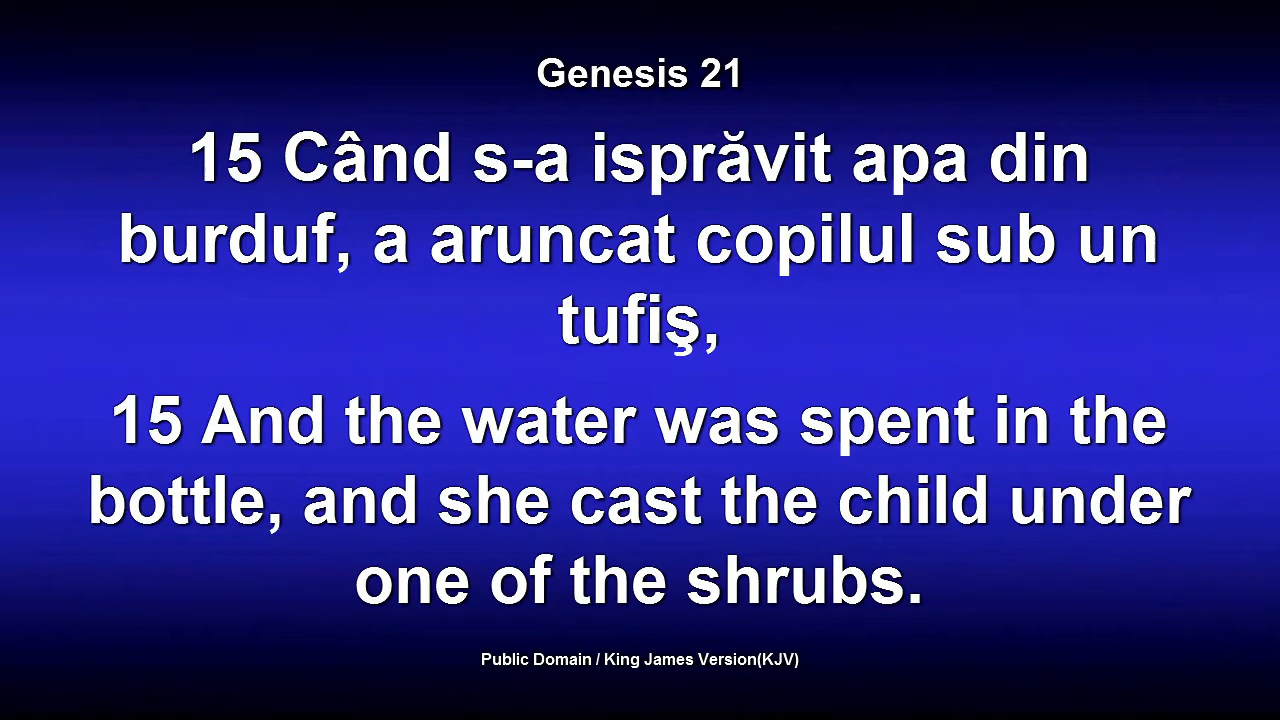 Genesis 21
15 Când s-a isprăvit apa din
burduf, a aruncat copilul sub un
tufiş,
15 And the water was spent in the
bottle, and she cast the child under
one of the shrubs.
Public Domain / King James Version(KJV)